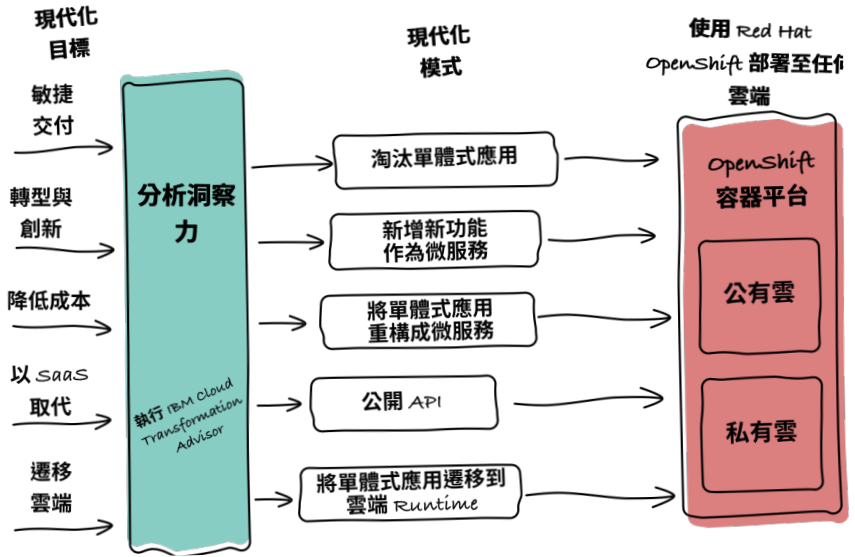 現代化
目標
敏捷
交付
轉型與
創新
降低成本
以 SaaS
取代
遷移
雲端
分析洞察
力
執行 IBM Cloud
Transformation
Advisor
現代化
模式
淘汰單體式應用
新增新功能
作為微服務
將單體式應用
重構成微服務
公開 API
將單體式應用遷移到
雲端 Runtime
使用 Red Hat
OpenShift 部署至任何
雲端
OpenShift
容器平台
公有雲
私有雲